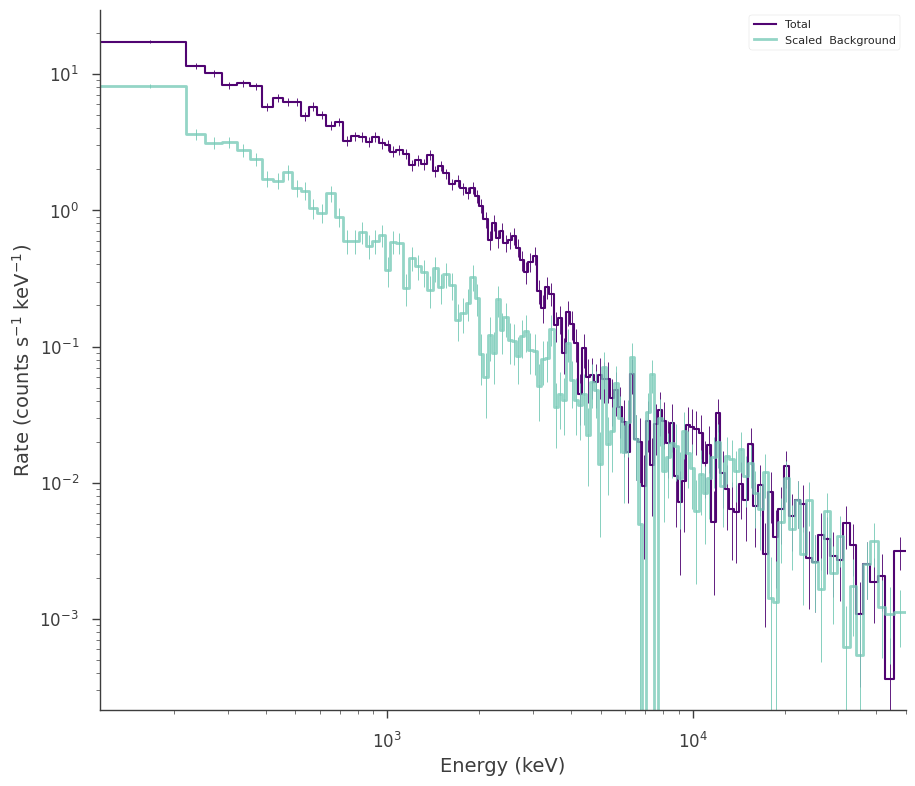 Total
Scaled  Background
Rate (counts s⁻¹ keV⁻¹)
10¹
10⁰
10⁻¹
10⁻²
10⁻³
10³
10⁴
Energy (keV)